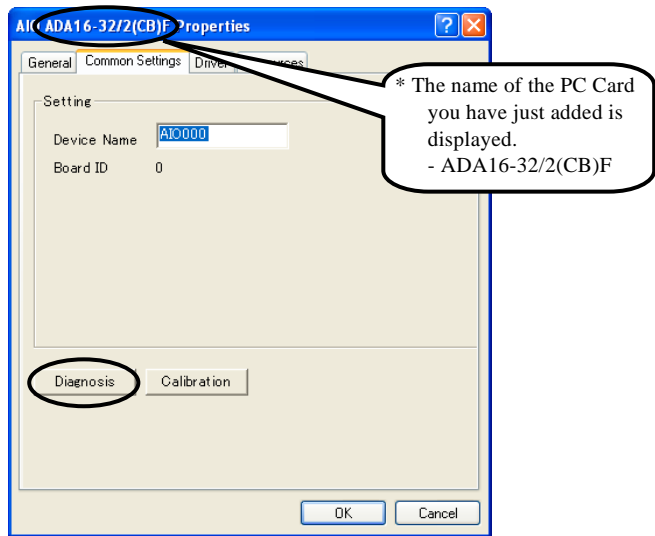 AIO ADA16-32/2(CB)F Properties
General Common Settings Driver
* The name of the PC Card
you have just added is
displayed.
- ADA16-32/2(CB)F
Setting
Device Name AIO000
Board ID 0
Diagnosis Calibration
OK Cancel